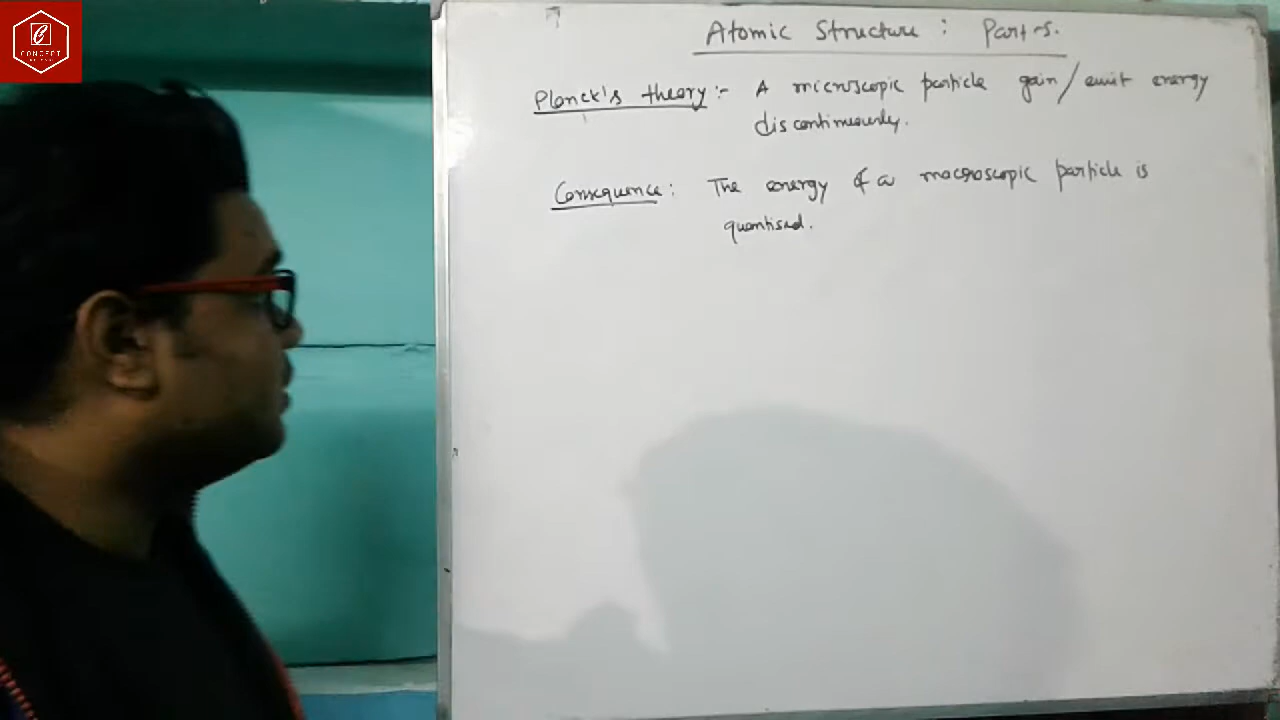 CONCEPT
Atomic Structure : Part-5.
Planck's theory :- A microscopic particle gain/emit energy
discontinuously.
Consequence : The energy of a macroscopic particle is
quantised.